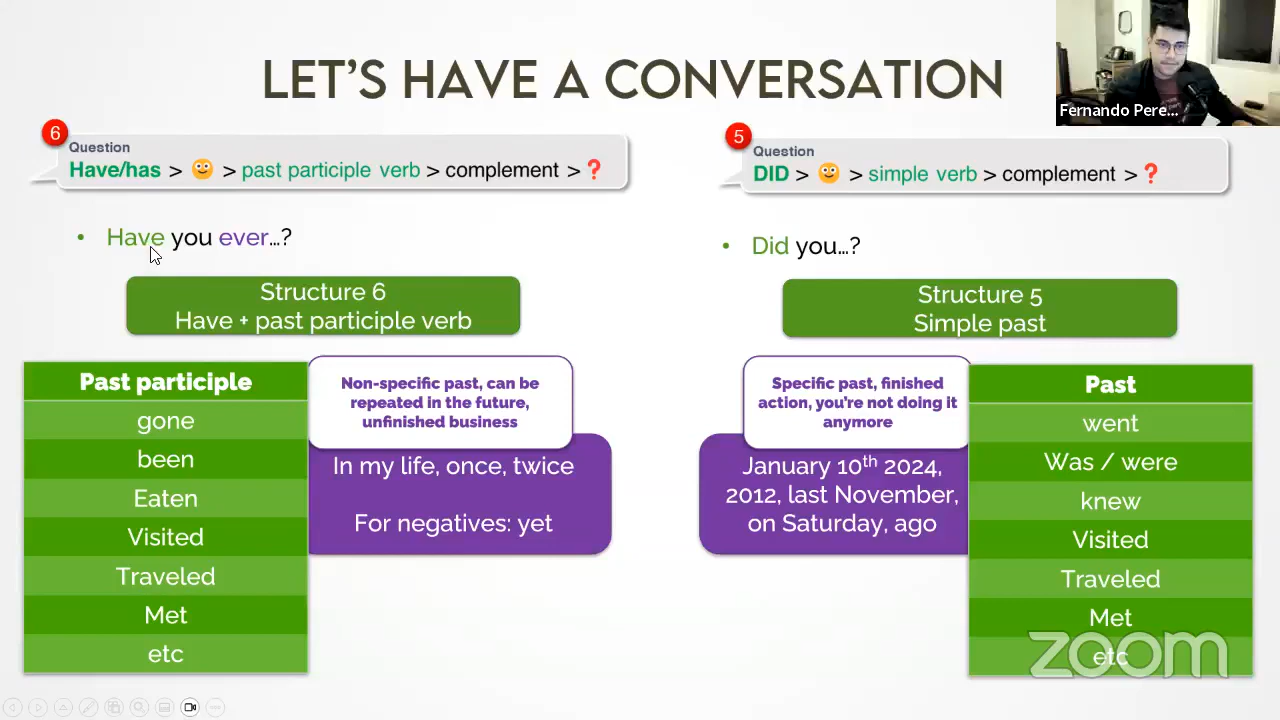 LET'S HAVE A CONVERSATION
Fernando Pere...
6
Question
Have/has > 🙂 > past participle verb > complement > ❓
• Have you ever...?
Structure 6
Have + past participle verb
Past participle
gone
been
Eaten
Visited
Traveled
Met
etc
Non-specific past, can be
repeated in the future,
unfinished business
In my life, once, twice
For negatives: yet
5
Question
DID > 🙂 > simple verb > complement > ❓
• Did you...?
Structure 5
Simple past
Specific past, finished
action, you're not doing it
anymore
January 10th 2024,
2012, last November,
on Saturday, ago
Past
went
Was / were
knew
Visited
Traveled
Met
etc
zoom